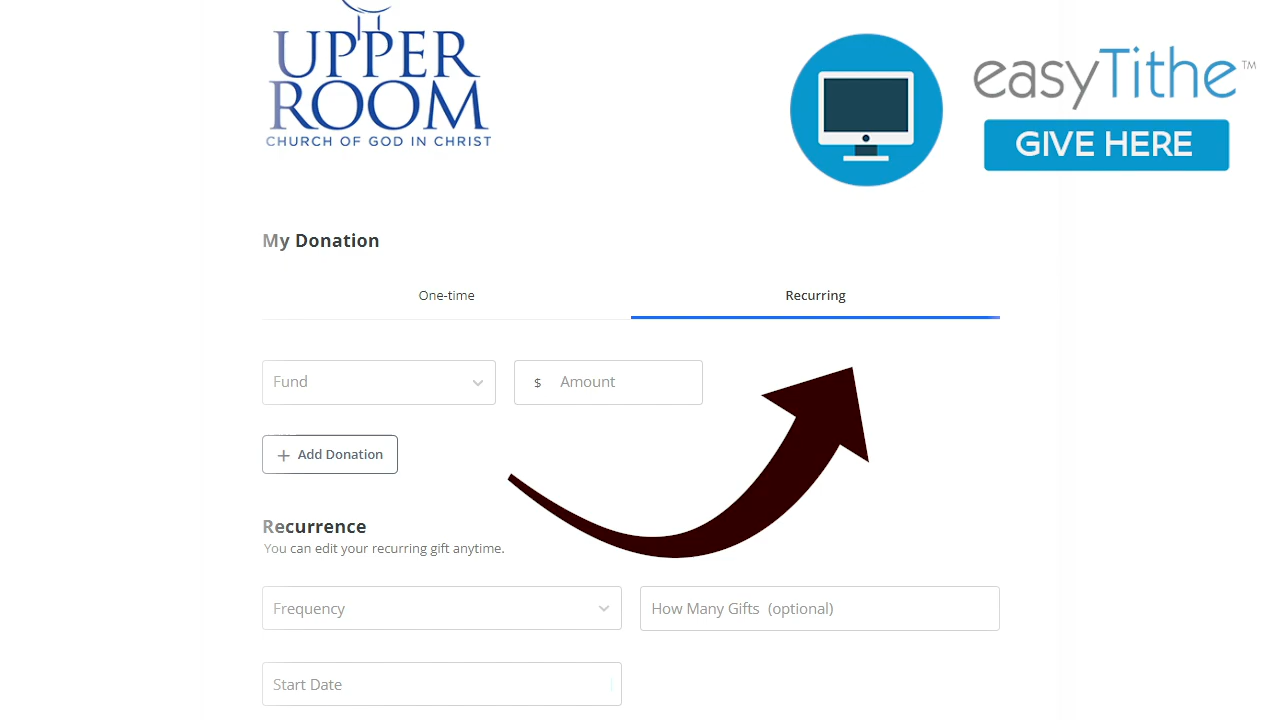 UPPER
ROOM
CHURCH OF GOD IN CHRIST
easyTithe™
GIVE HERE
My Donation
One-time
Recurring
Fund
$ Amount
+ Add Donation
Recurrence
You can edit your recurring gift anytime.
Frequency
How Many Gifts (optional)
Start Date